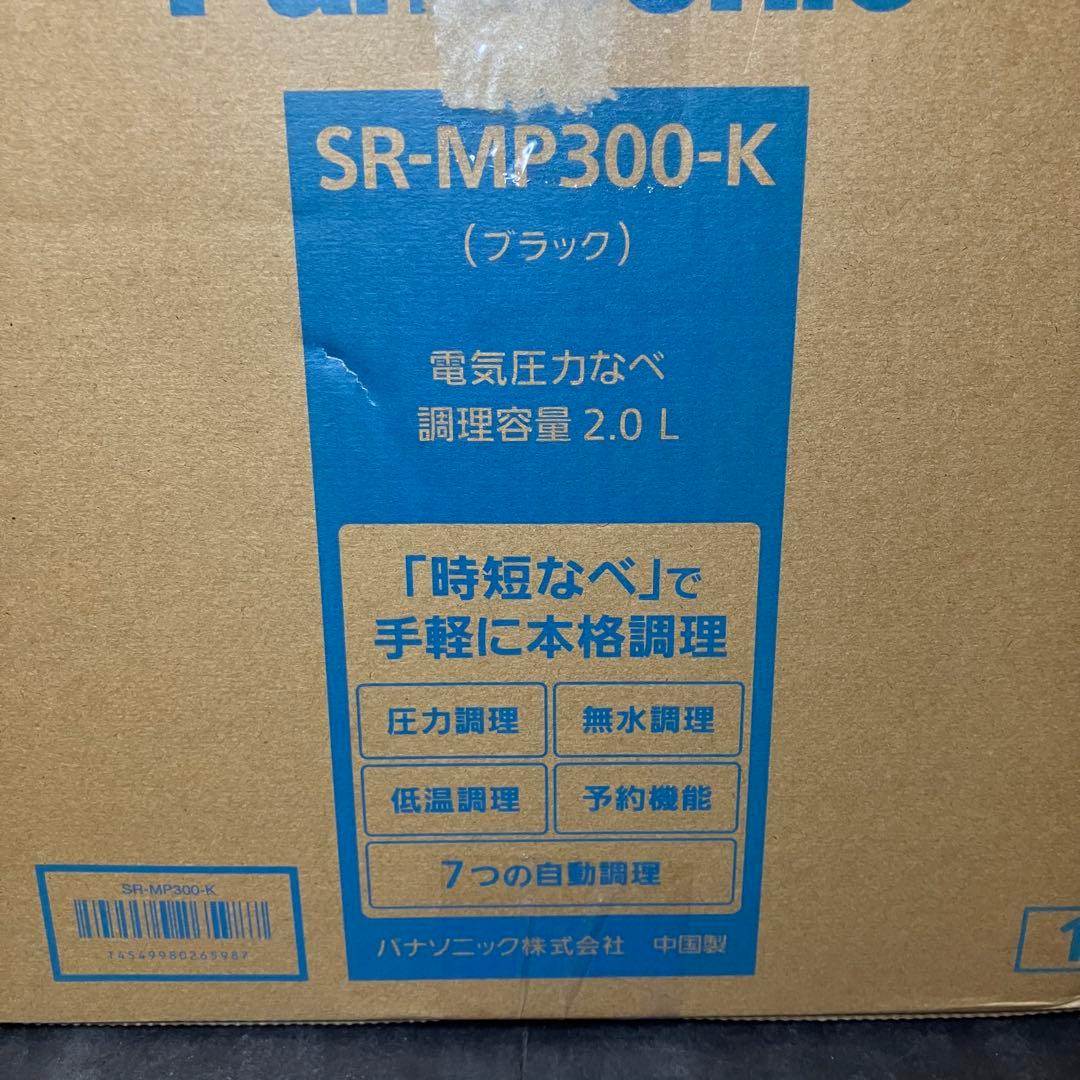 SR-MP300-K
(ブラック)
電気圧力なべ
調理容量 2.0 L
「時短なべ」で
手軽に本格調理
圧力調理
無水調理
低温調理
予約機能
7つの自動調理
パナソニック株式会社 中国製
SR-MP300-K
T4549980265987